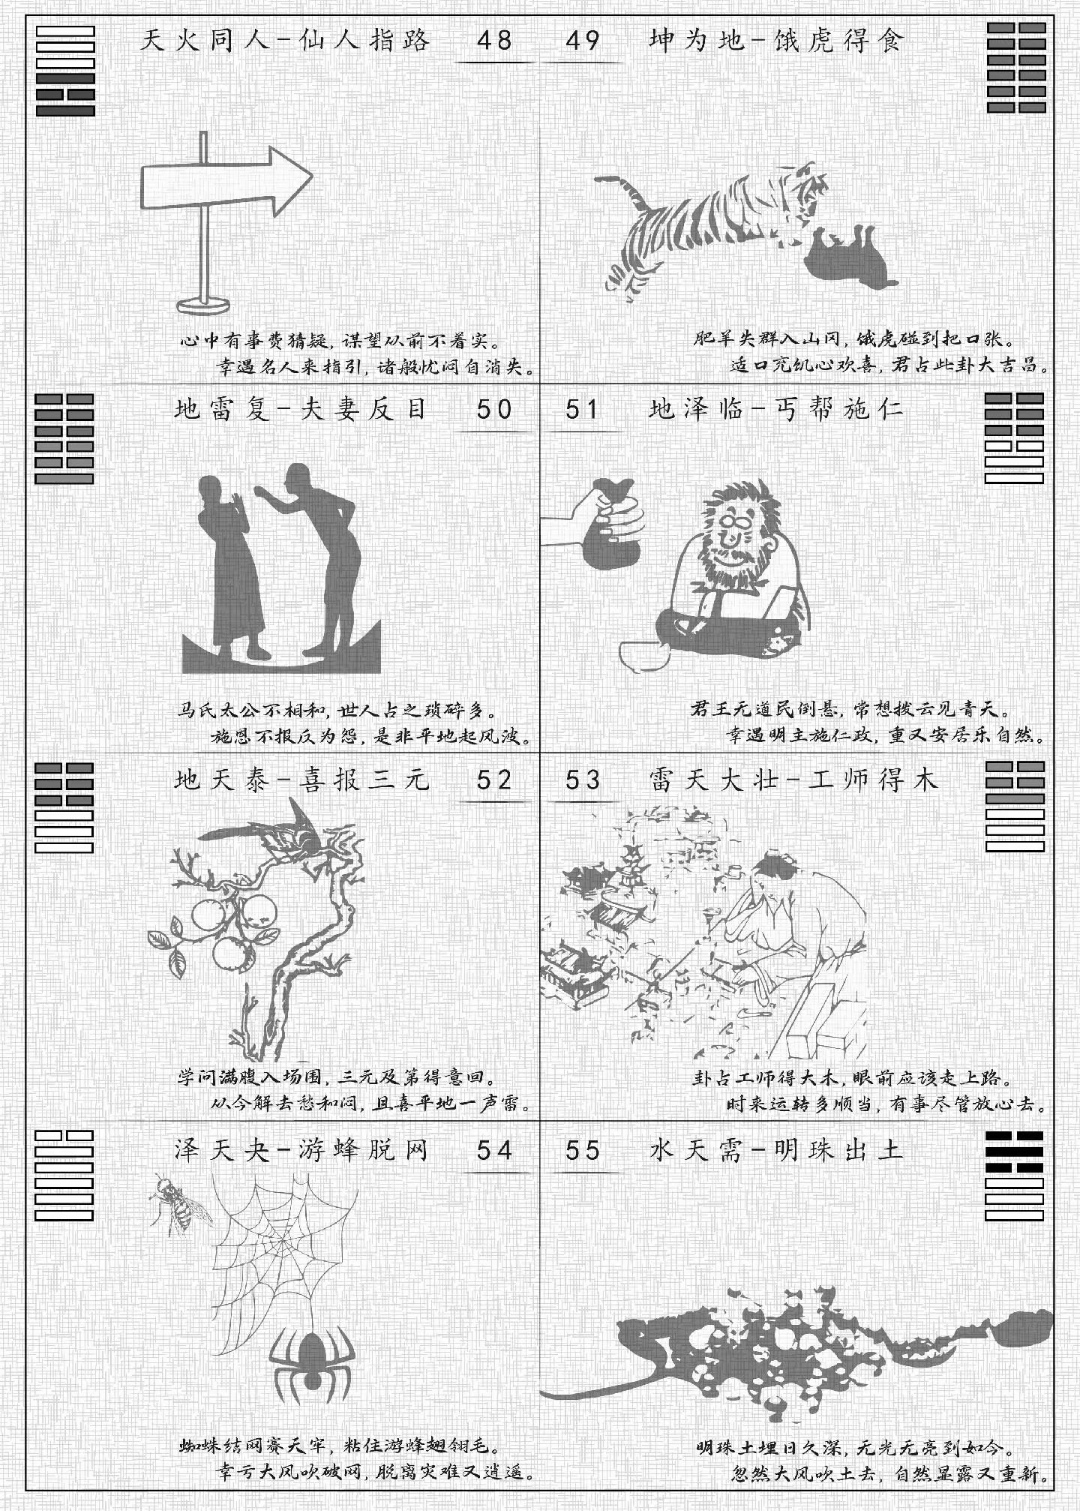 天火同人-仙人指路 48
心中有事费猜疑，谋望从前不着实。
幸遇名人来指引，诸般忧闷自消失。
49 坤为地-饿虎得食
肥羊失群入山冈，饿虎碰到把口张。
适口充饥心欢喜，君占此卦大吉昌。
地雷复-夫妻反目 50
马氏太公不相和，世人占之琐碎多。
施恩不报反为怨，是非平地起风波。
51 地泽临-丐帮施仁
君王无道民倒悬，常想拨云见青天。
幸遇明主施仁政，重又安居乐自然。
地天泰-喜报三元 52
学问满腹入场围，三元及第得意回。
从今解去愁和闷，且喜平地一声雷。
53 雷天大壮-工师得木
卦占工师得大木，眼前应该走上路。
时来运转多顺当，有事尽管放心去。
泽天夬-游蜂脱网 54
蜘蛛结网赛天牢，粘住游蜂翅翎毛。
幸亏大风吹破网，脱离灾难又逍遥。
55 水天需-明珠出土
明珠土埋日久深，无光无亮到如今。
忽然大风吹土去，自然显露又重新。